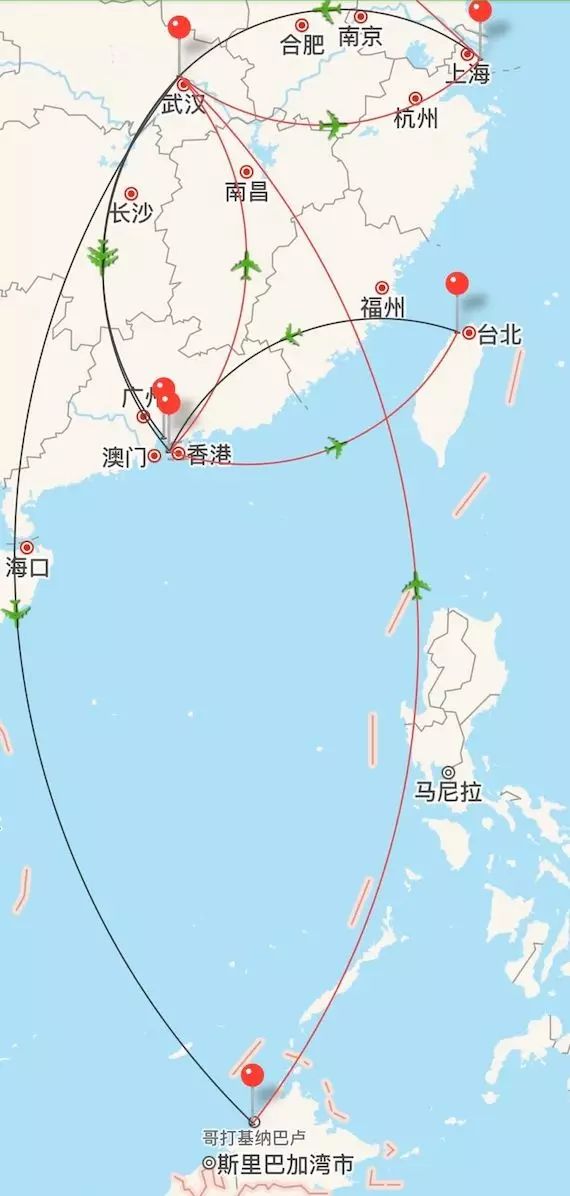 合肥
南京
上海
武汉
杭州
南昌
长沙
福州
台北
广州
澳门
香港
海口
马尼拉
哥打基纳巴卢
斯里巴加湾市